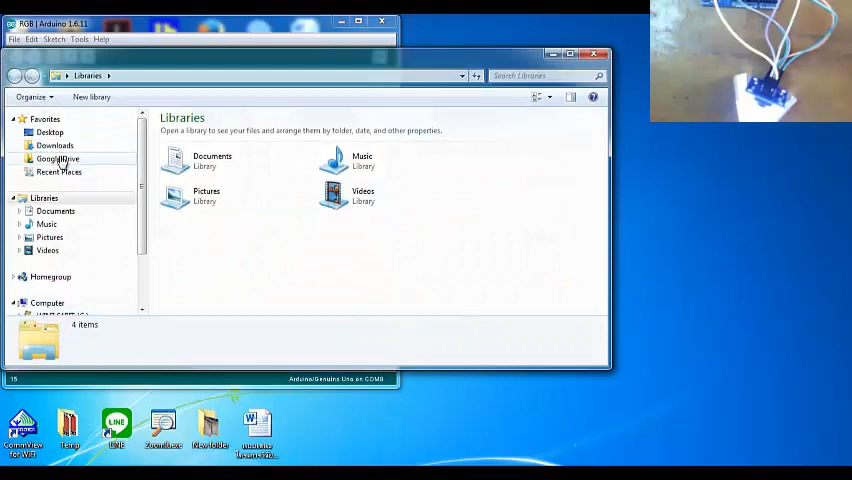 RGB | Arduino 1.6.11
File Edit Sketch Tools Help
Libraries
Search Libraries
Organize New library
Favorites
Desktop
Downloads
Google Drive
Recent Places
Libraries
Documents
Music
Pictures
Videos
Homegroup
Computer
Libraries
Open a library to see your files and arrange them by folder, date, and other properties.
Documents
Library
Music
Library
Pictures
Library
Videos
Library
4 items
15 Arduino/Genuino Uno on COM8
CommView
for WiFi
Temp
LINE
ZoomIt.exe
New folder